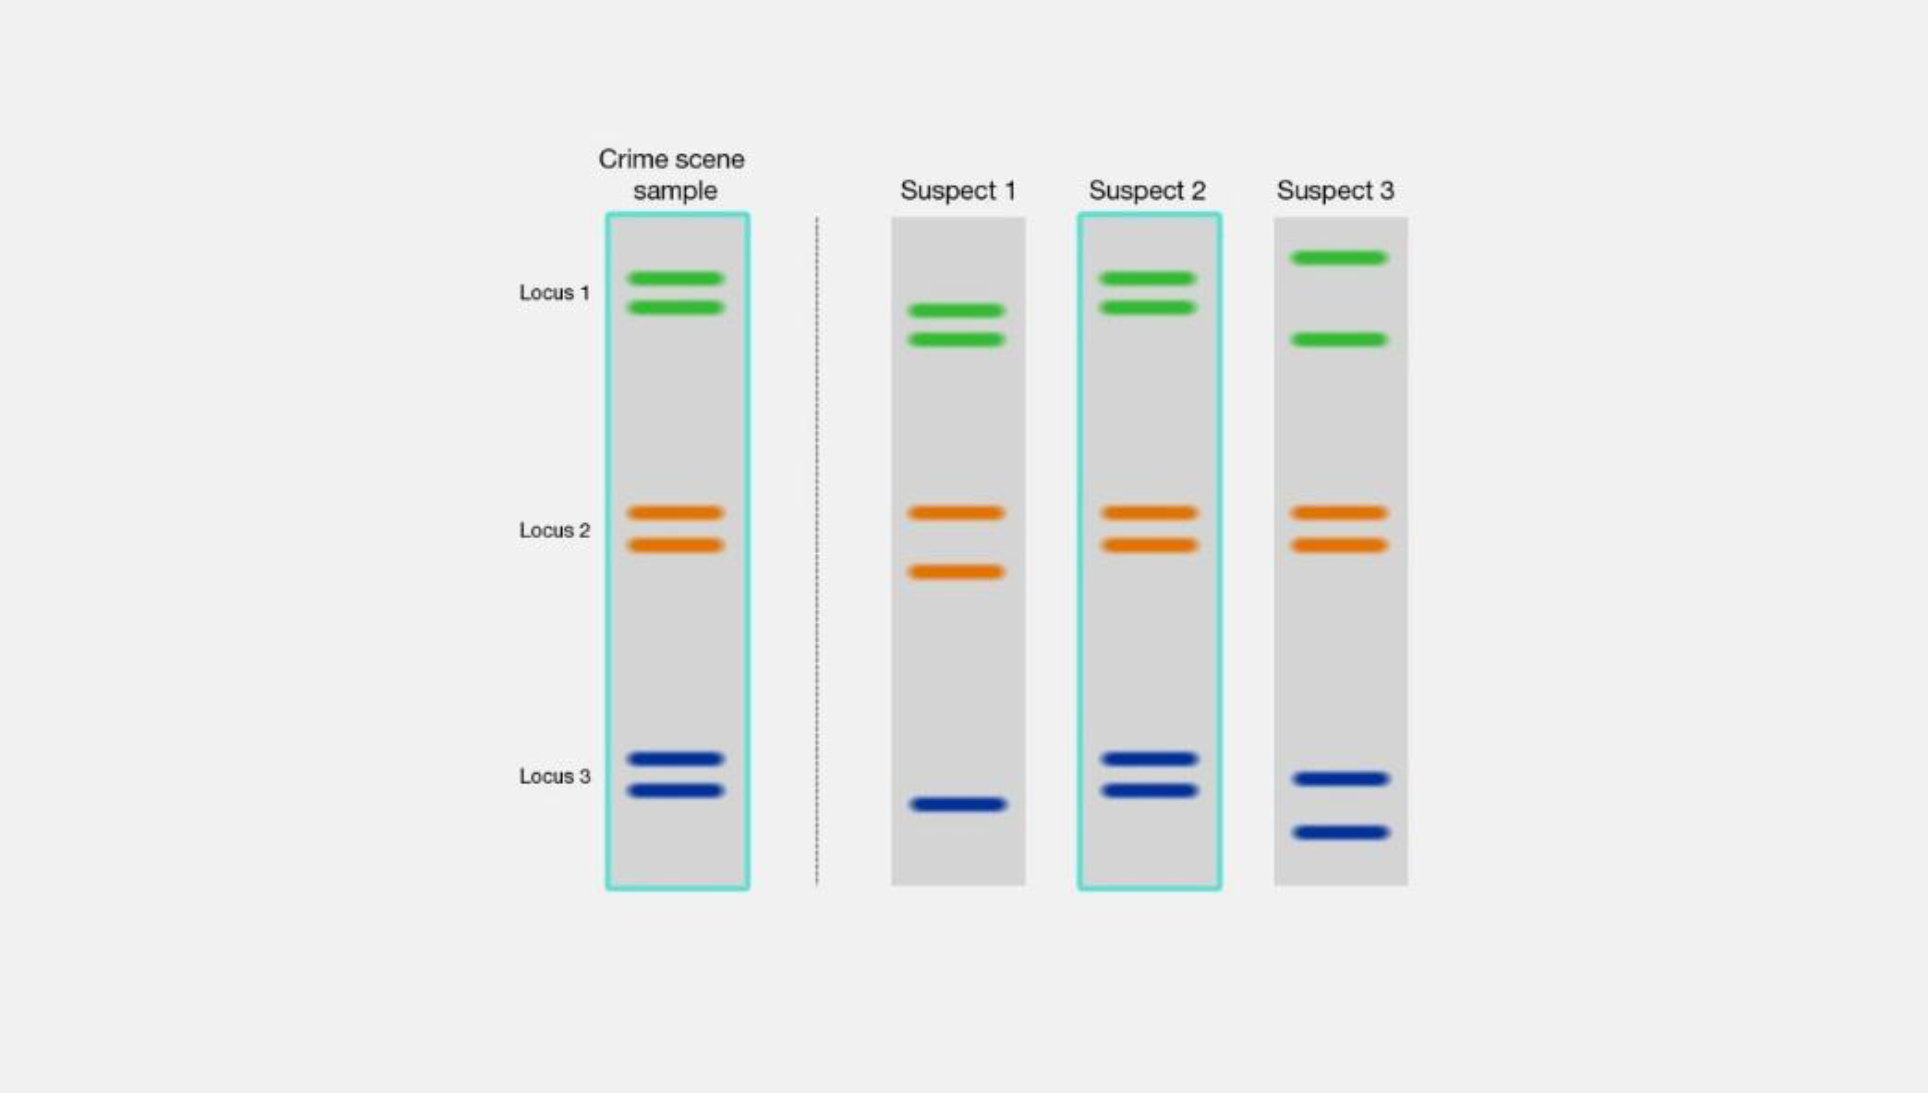 Crime scene
sample
Suspect 1
Suspect 2
Suspect 3
Locus 1
Locus 2
Locus 3